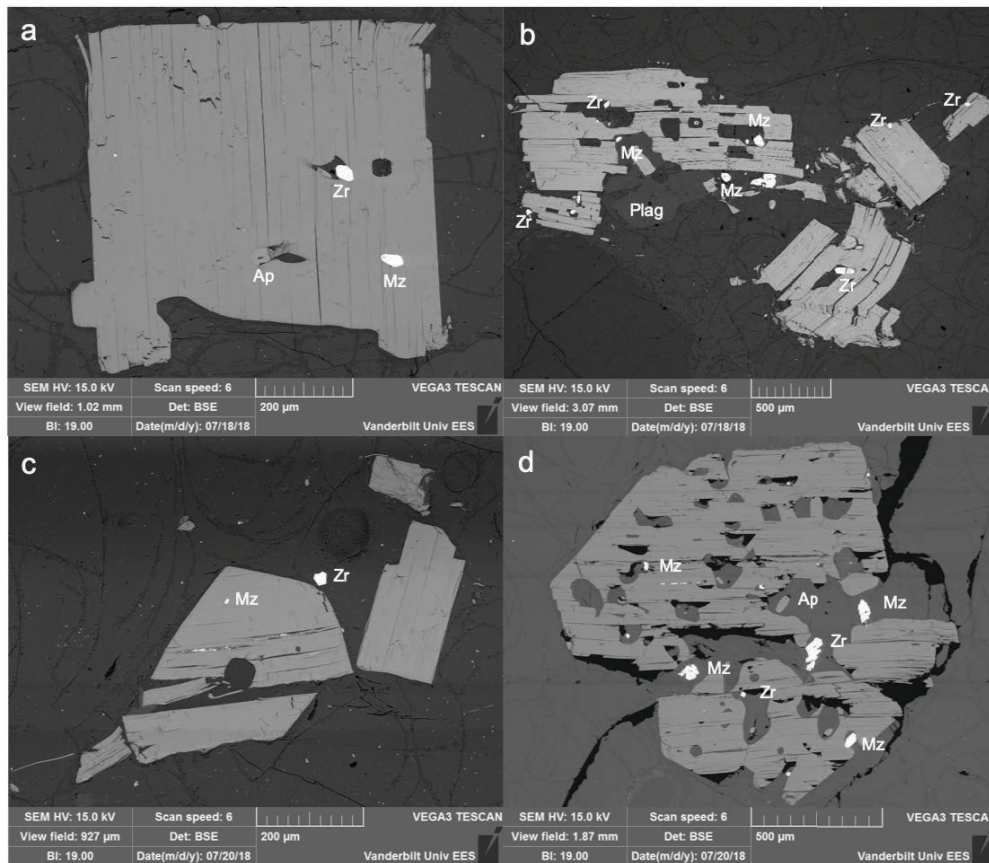 a
Zr
Ap
Mz
SEM HV: 15.0 kV
Scan speed: 6
VEGA3 TESCAN
View field: 1.02 mm
Det: BSE
200 µm
BI: 19.00
Date(m/d/y): 07/18/18
Vanderbilt Univ EES
b
Zr
Mz
Zr
Zr
Mz
Mz
Zr
Plag
Zr
SEM HV: 15.0 kV
Scan speed: 6
VEGA3 TESCAN
View field: 3.07 mm
Det: BSE
500 µm
BI: 19.00
Date(m/d/y): 07/18/18
Vanderbilt Univ EES
c
Zr
Mz
SEM HV: 15.0 kV
Scan speed: 6
VEGA3 TESCAN
View field: 927 µm
Det: BSE
200 µm
BI: 19.00
Date(m/d/y): 07/20/18
Vanderbilt Univ EES
d
Mz
Ap
Mz
Zr
Mz
Zr
Mz
SEM HV: 15.0 kV
Scan speed: 6
VEGA3 TESCAN
View field: 1.87 mm
Det: BSE
500 µm
BI: 19.00
Date(m/d/y): 07/20/18
Vanderbilt Univ EES